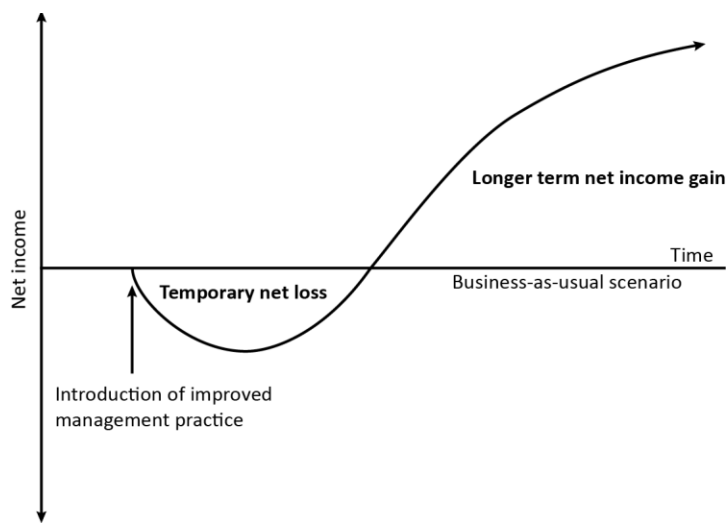 Net income
Longer term net income gain
Time
Business-as-usual scenario
Temporary net loss
Introduction of improved
management practice